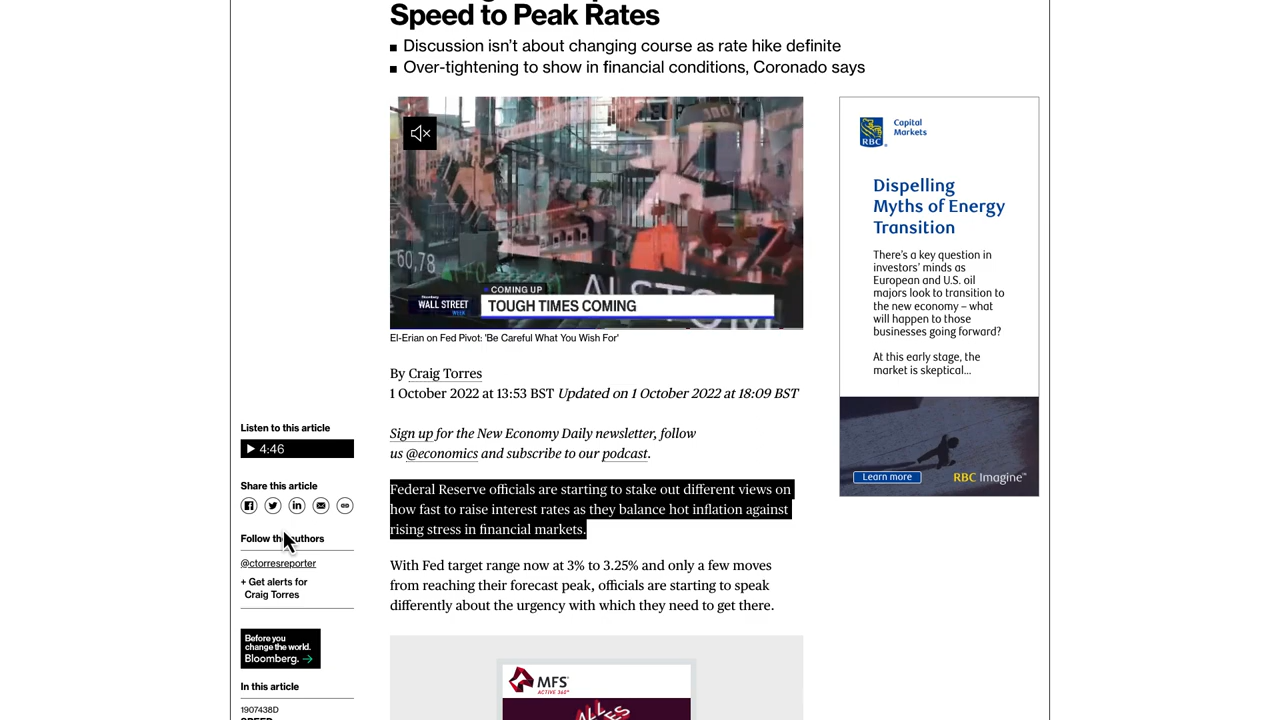 Speed to Peak Rates
Discussion isn't about changing course as rate hike definite
Over-tightening to show in financial conditions, Coronado says
60,78
COMING UP
Bloomberg
WALL STREET
WEEK
TOUGH TIMES COMING
El-Erian on Fed Pivot: 'Be Careful What You Wish For'
By Craig Torres
1 October 2022 at 13:53 BST Updated on 1 October 2022 at 18:09 BST
Sign up for the New Economy Daily newsletter, follow
us @economics and subscribe to our podcast.
Federal Reserve officials are starting to stake out different views on
how fast to raise interest rates as they balance hot inflation against
rising stress in financial markets.
With Fed target range now at 3% to 3.25% and only a few moves
from reaching their forecast peak, officials are starting to speak
differently about the urgency with which they need to get there.
MFS
ACTIVE 360°
ALL
Listen to this article
4:46
Share this article
Follow the authors
@ctorresreporter
+ Get alerts for
Craig Torres
Before you
change the world.
Bloomberg. →
In this article
1907438D
RBC
Capital
Markets
Dispelling
Myths of Energy
Transition
There's a key question in
investors' minds as
European and U.S. oil
majors look to transition to
the new economy – what
will happen to those
businesses going forward?
At this early stage, the
market is skeptical...
Learn more
RBC Imagine™